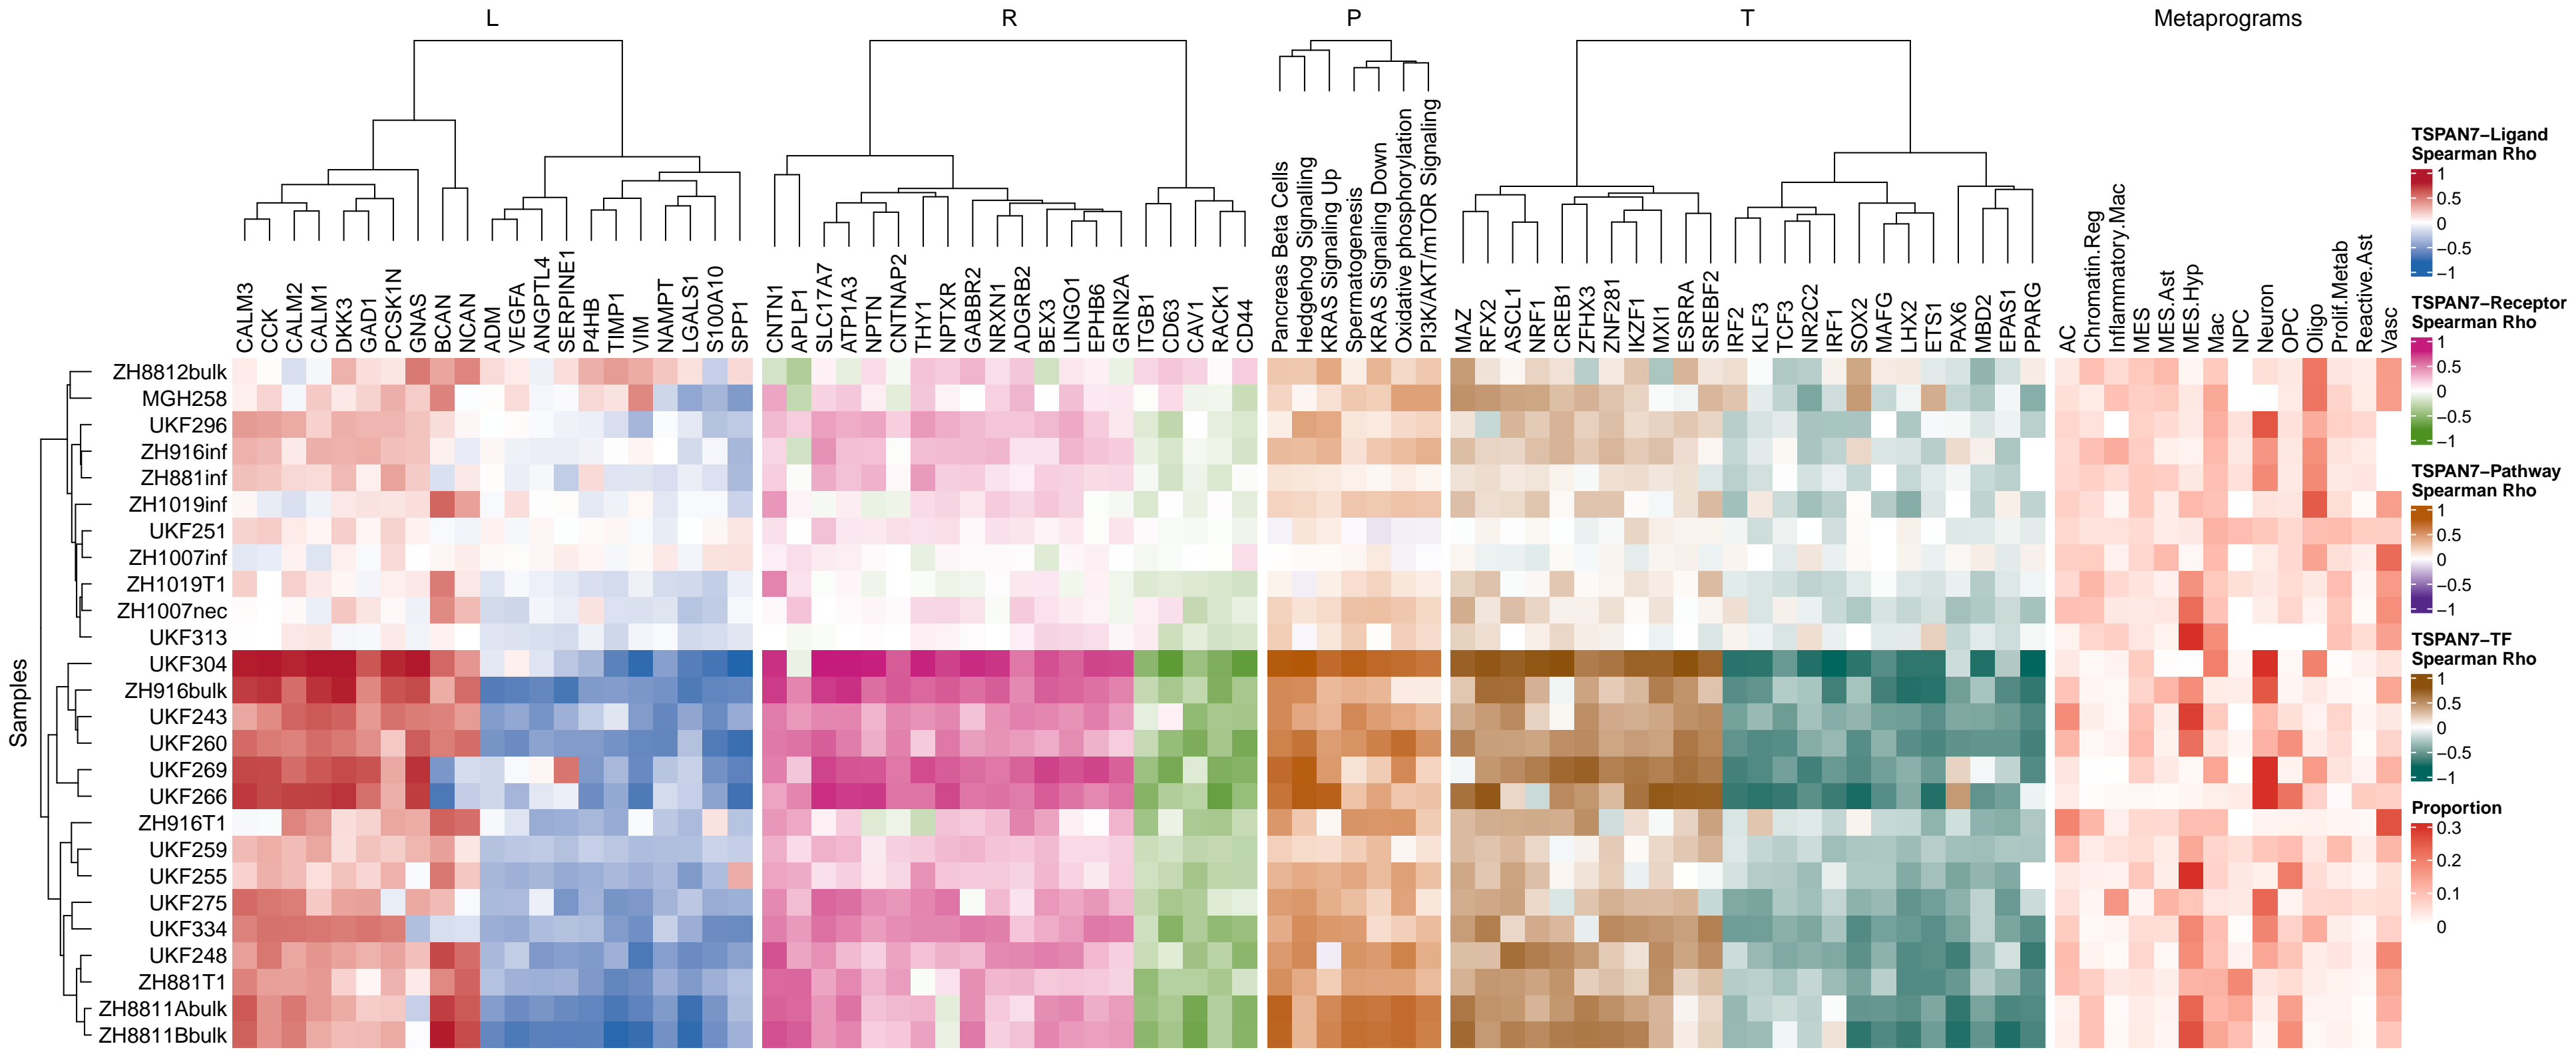 L R P T Metaprograms
CALM3 CCK CALM2 CALM1 DKK3 GAD1 PCSK1N GNAS BCAN NCAN ADM VEGFA ANGPTL4 SERPINE1 P4HB TIMP1 VIM NAMPT LGALS1 S100A10 SPP1
CNTN1 APLP1 SLC17A7 ATP1A3 NPTN CNTNAP2 THY1 NPTXR GABBR2 NRXN1 ADGRB2 BEX3 LINGO1 EPHB6 GRIN2A ITGB1 CD63 CAV1 RACK1 CD44
Pancreas Beta Cells
Hedgehog Signalling
KRAS Signaling Up
Spermatogenesis
KRAS Signaling Down
Oxidative phosphorylation
PI3K/AKT/mTOR Signaling
MAZ RFX2 ASCL1 NRF1 CREB1 ZFHX3 ZNF281 IKZF1 MXI1 ESRRA SREBF2 IRF2 KLF3 TCF3 NR2C2 IRF1 SOX2 MAFG LHX2 ETS1 PAX6 MBD2 EPAS1 PPARG
AC Chromatin.Reg Inflammatory.Mac MES MES.Ast MES.Hyp Mac NPC Neuron OPC Oligo Prolif.Metab Reactive.Ast Vasc
Samples
ZH8812bulk
MGH258
UKF296
ZH916inf
ZH881inf
ZH1019inf
UKF251
ZH1007inf
ZH1019T1
ZH1007nec
UKF313
UKF304
ZH916bulk
UKF243
UKF260
UKF269
UKF266
ZH916T1
UKF259
UKF255
UKF275
UKF334
UKF248
ZH881T1
ZH8811Abulk
ZH8811Bbulk
TSPAN7−Ligand
Spearman Rho
1
0.5
0
−0.5
−1
TSPAN7−Receptor
Spearman Rho
1
0.5
0
−0.5
−1
TSPAN7−Pathway
Spearman Rho
1
0.5
0
−0.5
−1
TSPAN7−TF
Spearman Rho
1
0.5
0
−0.5
−1
Proportion
0.3
0.2
0.1
0